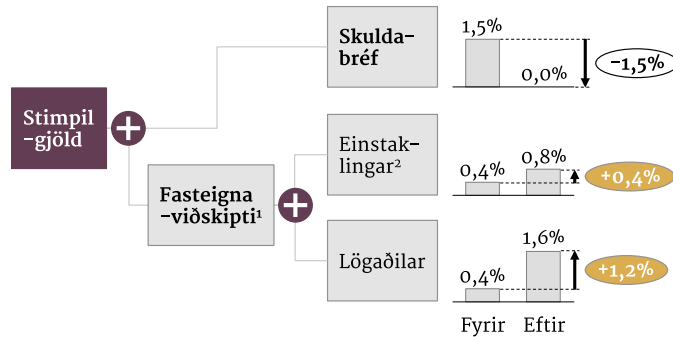 Stimpil
-gjöld
Skulda-
bréf
1,5%
0,0%
−1,5%
Fasteigna
-viðskipti¹
Einstak-
lingar²
0,4%
0,8%
+0,4%
Lögaðilar
0,4%
1,6%
+1,2%
Fyrir
Eftir